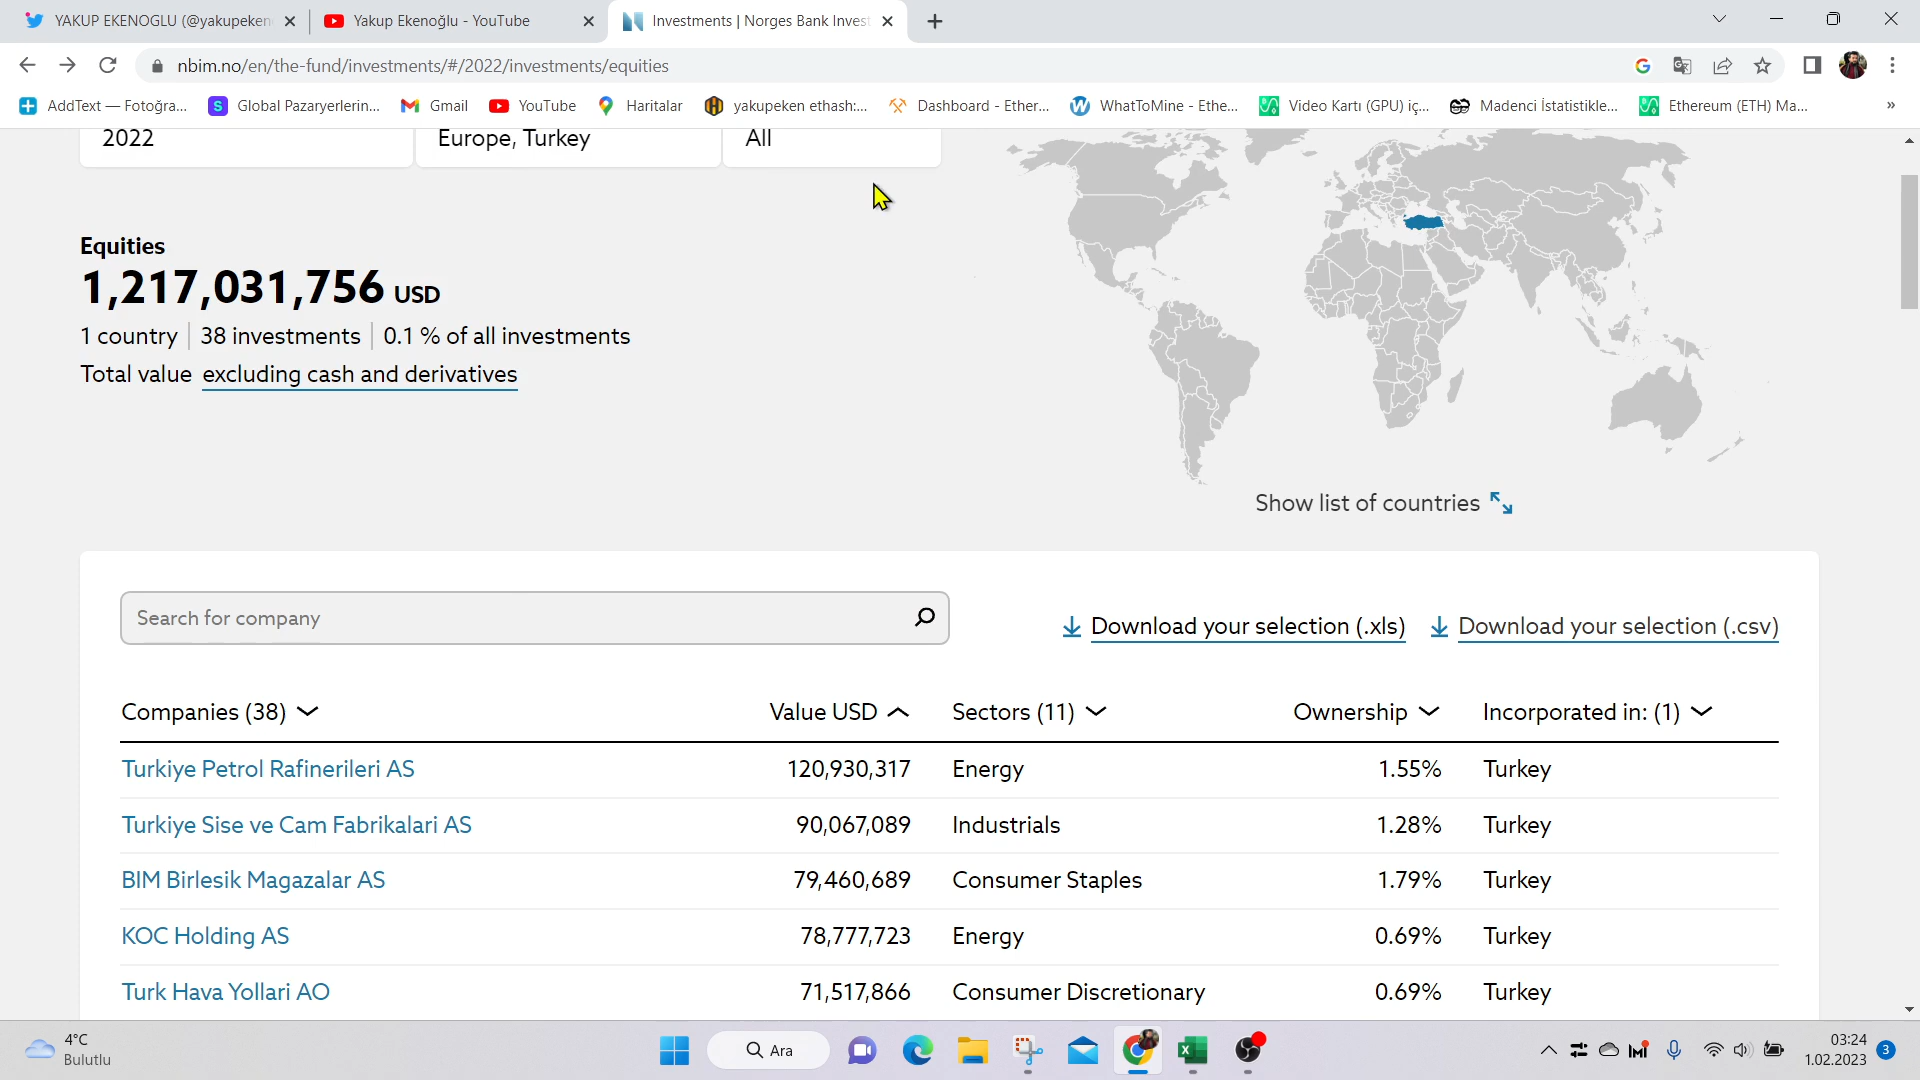 YAKUP EKENOGLU (@yakupeken
Yakup Ekenoğlu - YouTube
Investments | Norges Bank Invest
nbim.no/en/the-fund/investments/#/2022/investments/equities
AddText — Fotoğra...
Global Pazaryerlerin...
Gmail
YouTube
Haritalar
yakupeken ethash:...
Dashboard - Ether...
WhatToMine - Ethe...
Video Kartı (GPU) iç...
Madenci İstatistikle...
Ethereum (ETH) Ma...
»
2022
Europe, Turkey
All
Equities
1,217,031,756 USD
1 country | 38 investments | 0.1 % of all investments
Total value excluding cash and derivatives
Show list of countries
Search for company
Download your selection (.xls)
Download your selection (.csv)
Companies (38) Value USD Sectors (11) Ownership Incorporated in: (1)
Turkiye Petrol Rafinerileri AS 120,930,317 Energy 1.55% Turkey
Turkiye Sise ve Cam Fabrikalari AS 90,067,089 Industrials 1.28% Turkey
BIM Birlesik Magazalar AS 79,460,689 Consumer Staples 1.79% Turkey
KOC Holding AS 78,777,723 Energy 0.69% Turkey
Turk Hava Yollari AO 71,517,866 Consumer Discretionary 0.69% Turkey
4°C
Bulutlu
Ara
03:24
1.02.2023
3